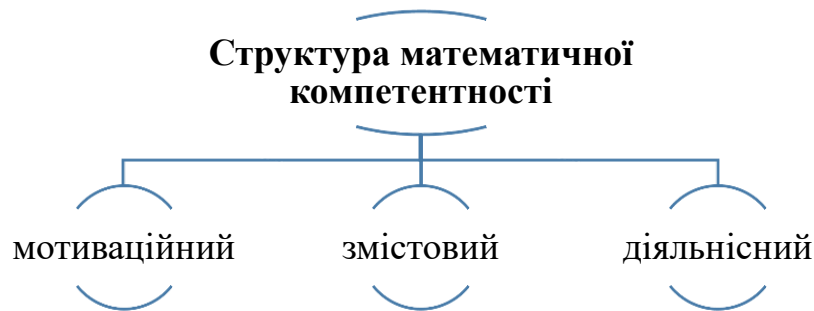 Структура математичної
компетентності
мотиваційний
змістовий
діяльнісний